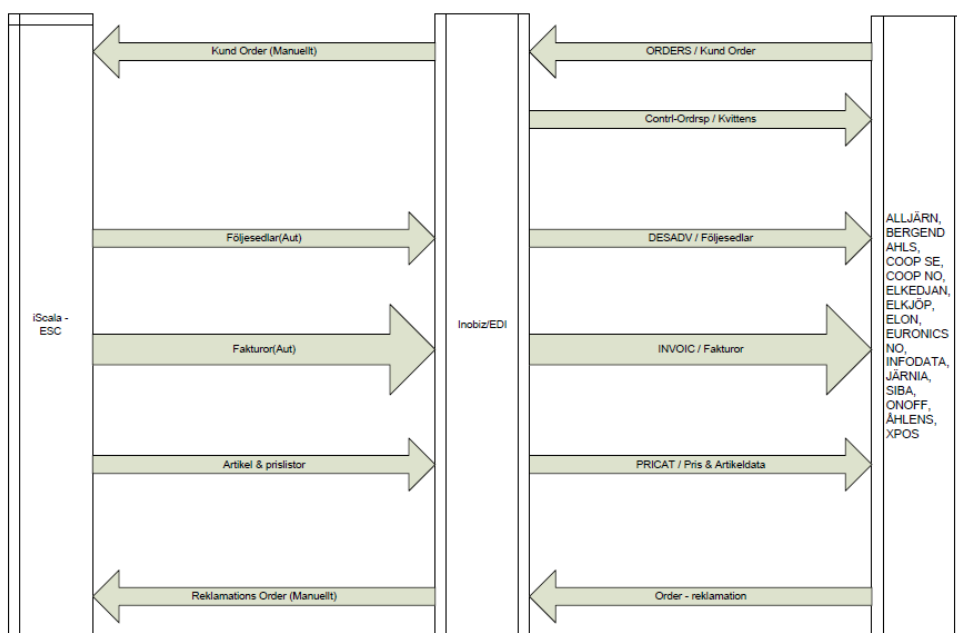 Kund Order (Manuellt)
ORDERS / Kund Order
Contrl-Ordrsp / Kvittens
Följesedlar(Aut)
DESADV / Följesedlar
iScala -
ESC
Fakturor(Aut)
Inobiz/EDI
INVOIC / Fakturor
ALLJÄRN,
BERGEND
AHLS,
COOP SE,
COOP NO,
ELKEDJAN,
ELKJÖP,
ELON,
EURONICS
NO,
INFODATA,
JÄRNIA,
SIBA,
ONOFF,
ÅHLENS,
XPOS
Artikel & prislistor
PRICAT / Pris & Artikeldata
Reklamations Order (Manuellt)
Order - reklamation